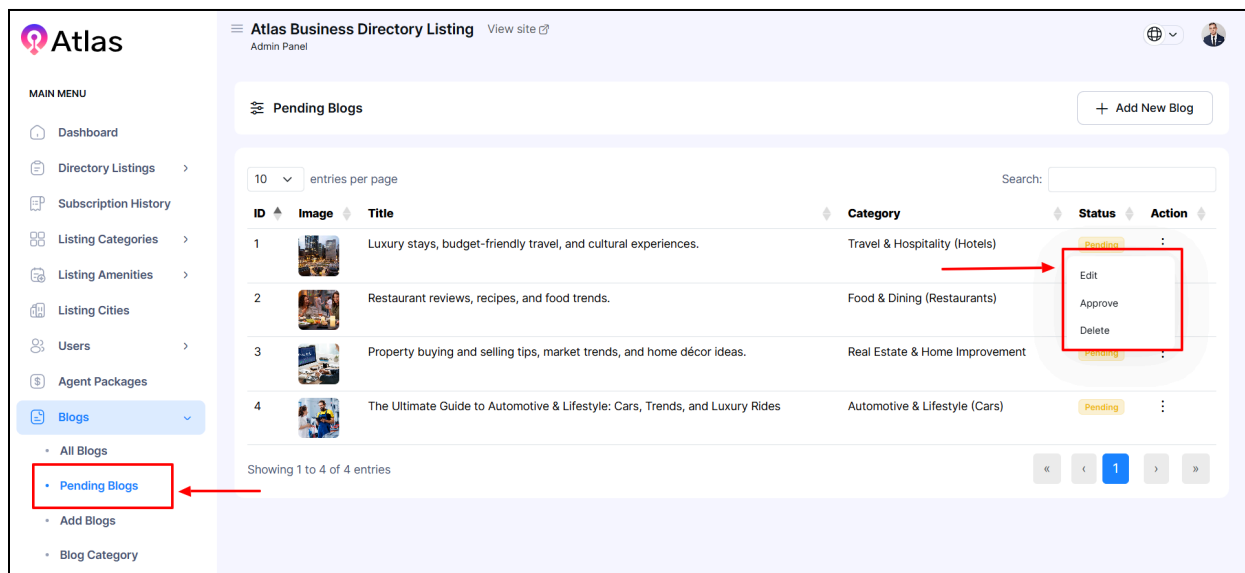 Atlas
Atlas Business Directory Listing View site
Admin Panel
MAIN MENU
Dashboard
Directory Listings
Subscription History
Listing Categories
Listing Amenities
Listing Cities
Users
Agent Packages
Blogs
All Blogs
Pending Blogs
Add Blogs
Blog Category
Pending Blogs
+ Add New Blog
10 entries per page
Search:
ID Image Title Category Status Action
1 Luxury stays, budget-friendly travel, and cultural experiences. Travel & Hospitality (Hotels) Pending
Edit
Approve
Delete
2 Restaurant reviews, recipes, and food trends. Food & Dining (Restaurants)
3 Property buying and selling tips, market trends, and home décor ideas. Real Estate & Home Improvement Pending
4 The Ultimate Guide to Automotive & Lifestyle: Cars, Trends, and Luxury Rides Automotive & Lifestyle (Cars) Pending
Showing 1 to 4 of 4 entries
« ‹ 1 › »